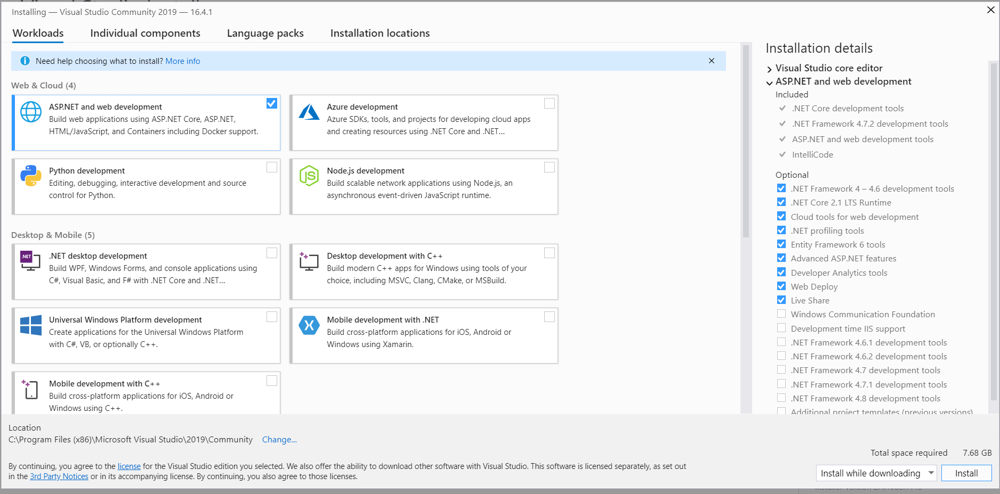 Installing — Visual Studio Community 2019 — 16.4.1
Workloads
Individual components
Language packs
Installation locations
Need help choosing what to install? More info
Web & Cloud (4)
ASP.NET and web development
Build web applications using ASP.NET Core, ASP.NET,
HTML/JavaScript, and Containers including Docker support.
Azure development
Azure SDKs, tools, and projects for developing cloud apps
and creating resources using .NET Core and .NET...
Python development
Editing, debugging, interactive development and source
control for Python.
JS
Node.js development
Build scalable network applications using Node.js, an
asynchronous event-driven JavaScript runtime.
Desktop & Mobile (5)
.NET
.NET desktop development
Build WPF, Windows Forms, and console applications using
C#, Visual Basic, and F# with .NET Core and .NET...
Desktop development with C++
Build modern C++ apps for Windows using tools of your
choice, including MSVC, Clang, CMake, or MSBuild.
Universal Windows Platform development
Create applications for the Universal Windows Platform
with C#, VB, or optionally C++.
Mobile development with .NET
Build cross-platform applications for iOS, Android or
Windows using Xamarin.
Mobile development with C++
Build cross-platform applications for iOS, Android or
Windows using C++.
Installation details
Visual Studio core editor
ASP.NET and web development
Included
.NET Core development tools
.NET Framework 4.7.2 development tools
ASP.NET and web development tools
IntelliCode
Optional
.NET Framework 4 – 4.6 development tools
.NET Core 2.1 LTS Runtime
Cloud tools for web development
.NET profiling tools
Entity Framework 6 tools
Advanced ASP.NET features
Developer Analytics tools
Web Deploy
Live Share
Windows Communication Foundation
Development time IIS support
.NET Framework 4.6.1 development tools
.NET Framework 4.6.2 development tools
.NET Framework 4.7 development tools
.NET Framework 4.7.1 development tools
.NET Framework 4.8 development tools
Additional project templates (previous versions)
Location
C:\Program Files (x86)\Microsoft Visual Studio\2019\Community Change...
Total space required 7.68 GB
By continuing, you agree to the license for the Visual Studio edition you selected. We also offer the ability to download other software with Visual Studio. This software is licensed separately, as set out
in the 3rd Party Notices or in its accompanying license. By continuing, you also agree to those licenses.
Install while downloading
Install